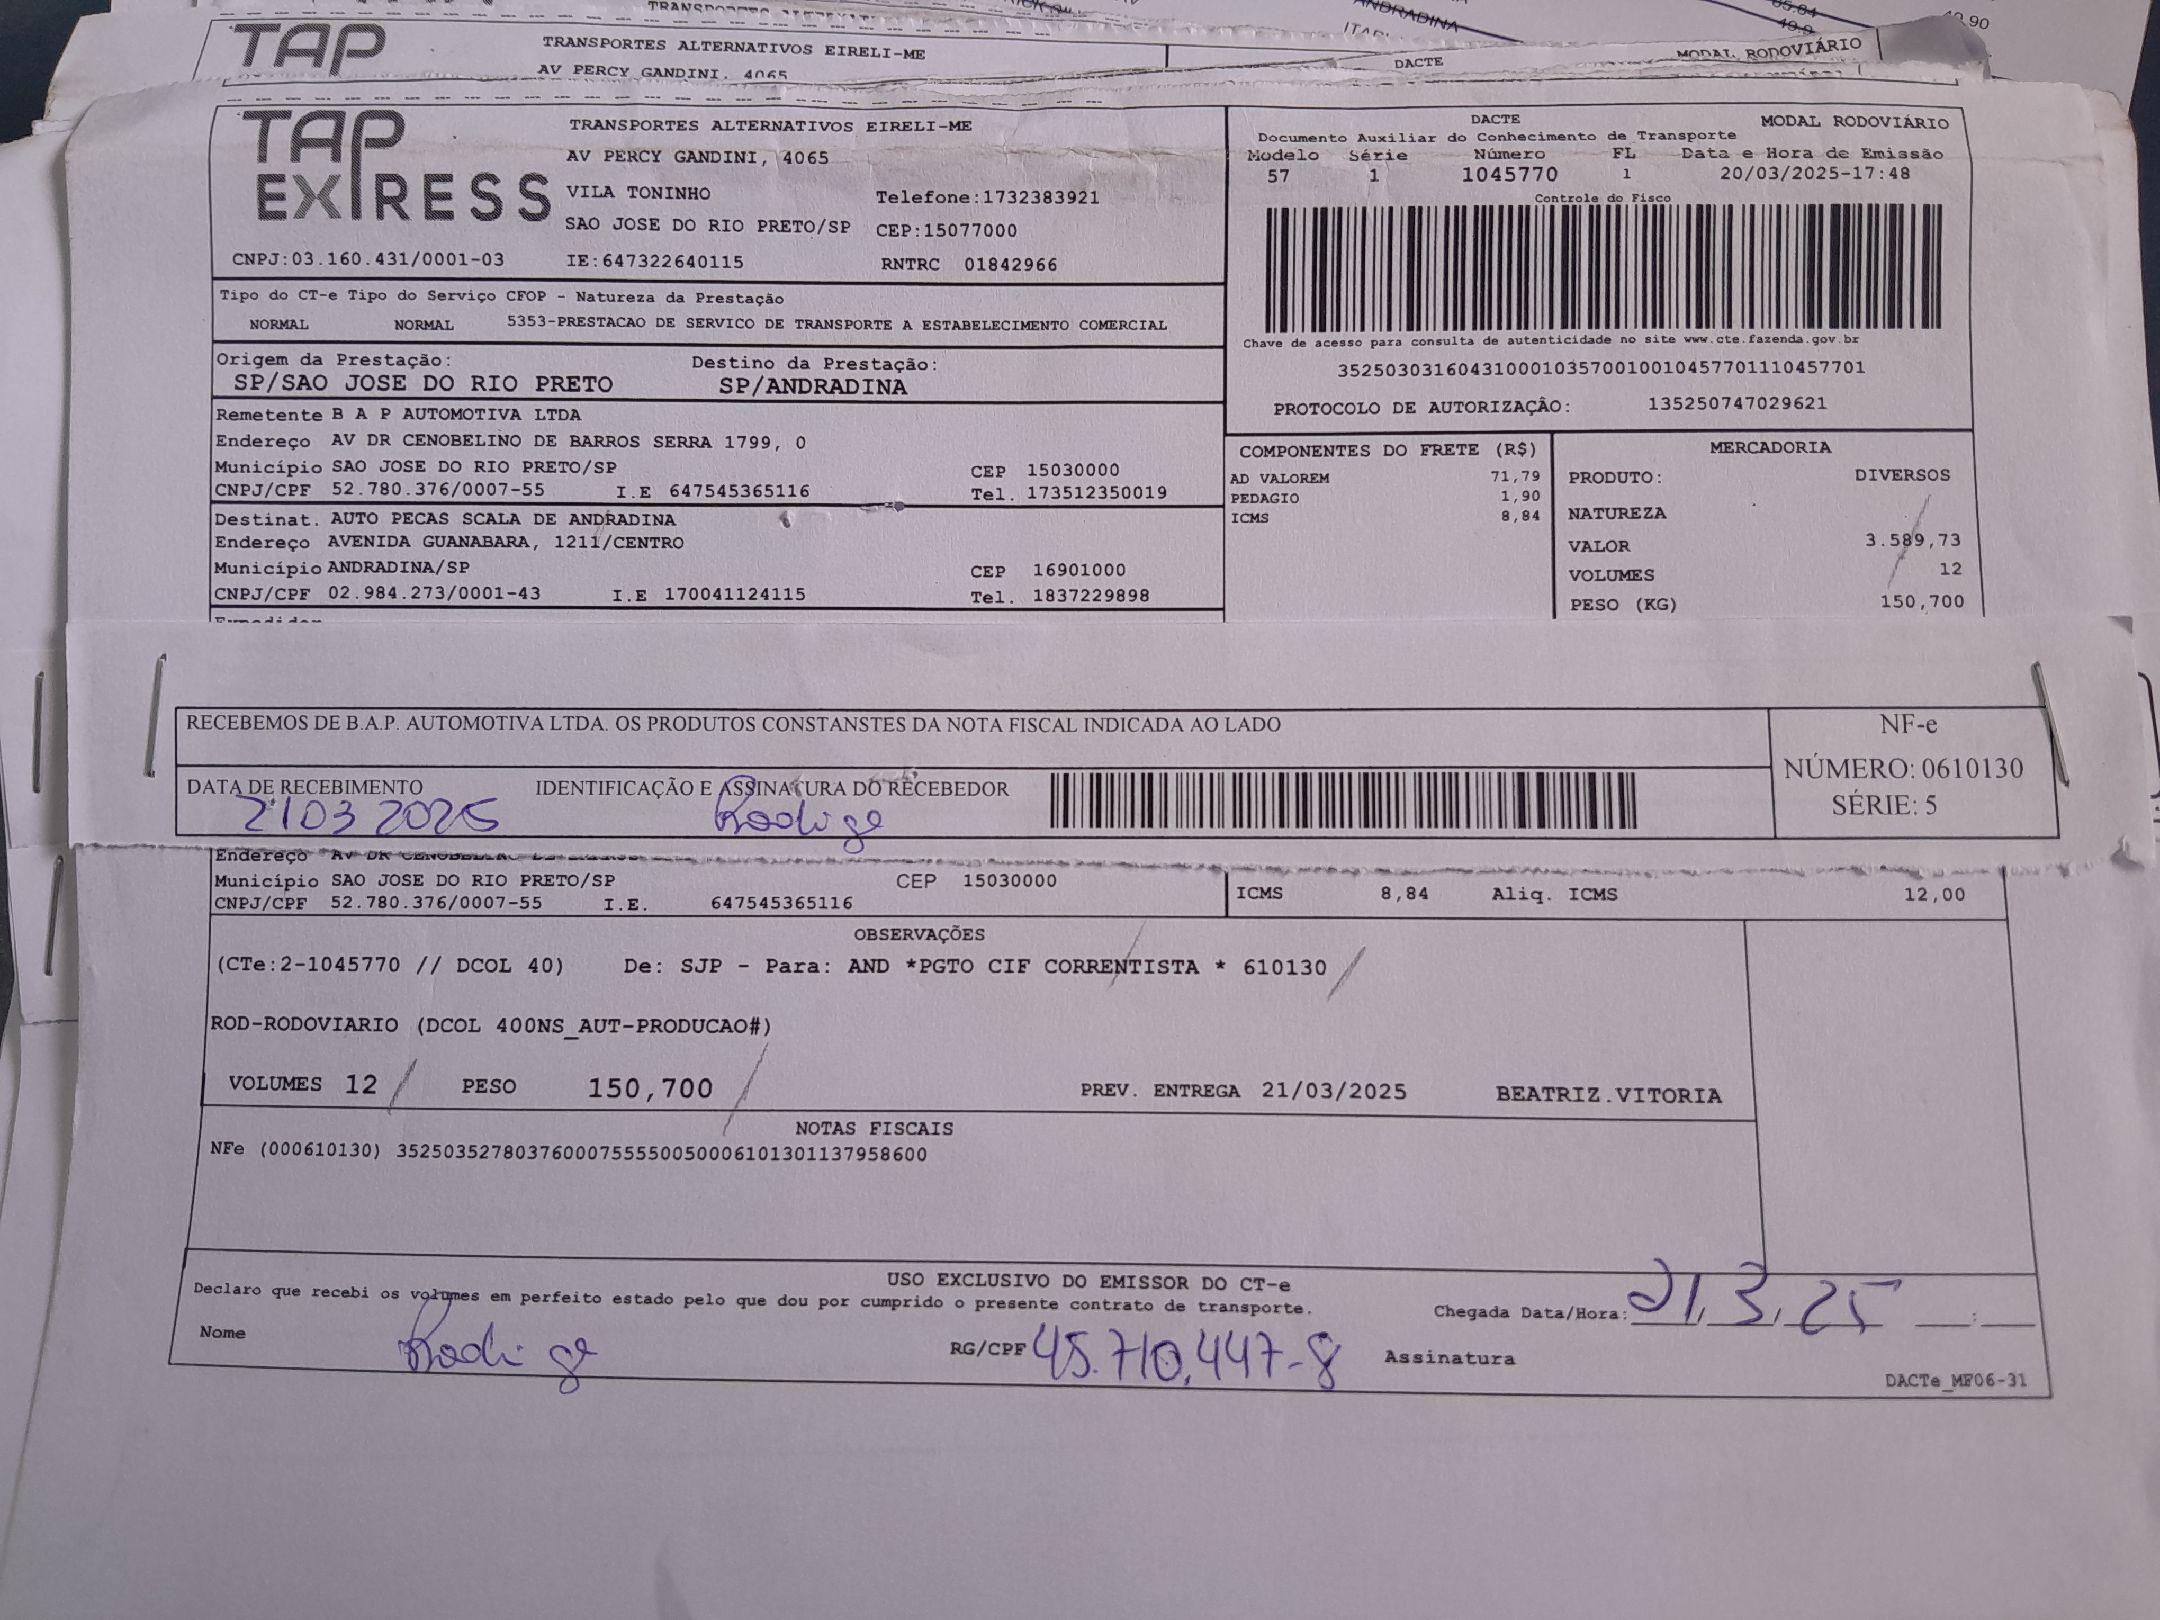 TAP
TRANSPORTES ALTERNATIVOS EIRELI-ME
AV PERCY GANDINI, 4065
DACTE
MODAL RODOVIÁRIO
ANDRADINA
TAP EXPRESS
TRANSPORTES ALTERNATIVOS EIRELI-ME
AV PERCY GANDINI, 4065
VILA TONINHO Telefone:1732383921
SAO JOSE DO RIO PRETO/SP CEP:15077000
CNPJ:03.160.431/0001-03 IE:647322640115 RNTRC 01842966
DACTE MODAL RODOVIÁRIO
Documento Auxiliar do Conhecimento de Transporte
Modelo Série Número FL Data e Hora de Emissão
57 1 1045770 1 20/03/2025-17:48
Controle do Fisco
Chave de acesso para consulta de autenticidade no site www.cte.fazenda.gov.br
35250303160431000103570010010457701110457701
PROTOCOLO DE AUTORIZAÇÃO: 135250747029621
Tipo do CT-e Tipo do Serviço CFOP - Natureza da Prestação
NORMAL NORMAL 5353-PRESTACAO DE SERVICO DE TRANSPORTE A ESTABELECIMENTO COMERCIAL
Origem da Prestação: Destino da Prestação:
SP/SAO JOSE DO RIO PRETO SP/ANDRADINA
Remetente B A P AUTOMOTIVA LTDA
Endereço AV DR CENOBELINO DE BARROS SERRA 1799, 0
Município SAO JOSE DO RIO PRETO/SP CEP 15030000
CNPJ/CPF 52.780.376/0007-55 I.E 647545365116 Tel. 173512350019
Destinat. AUTO PECAS SCALA DE ANDRADINA
Endereço AVENIDA GUANABARA, 1211/CENTRO
Município ANDRADINA/SP CEP 16901000
CNPJ/CPF 02.984.273/0001-43 I.E 170041124115 Tel. 1837229898
COMPONENTES DO FRETE (R$)
AD VALOREM 71,79
PEDAGIO 1,90
ICMS 8,84
MERCADORIA
PRODUTO: DIVERSOS
NATUREZA
VALOR 3.589,73
VOLUMES 12
PESO (KG) 150,700
RECEBEMOS DE B.A.P. AUTOMOTIVA LTDA. OS PRODUTOS CONSTANSTES DA NOTA FISCAL INDICADA AO LADO
DATA DE RECEBIMENTO IDENTIFICAÇÃO E ASSINATURA DO RECEBEDOR
21 03 2025 Rodrigo
NF-e
NÚMERO: 0610130
SÉRIE: 5
Endereço AV DR
Município SAO JOSE DO RIO PRETO/SP CEP 15030000
CNPJ/CPF 52.780.376/0007-55 I.E. 647545365116
ICMS 8,84 Aliq. ICMS 12,00
OBSERVAÇÕES
(CTe:2-1045770 // DCOL 40) De: SJP - Para: AND *PGTO CIF CORRENTISTA * 610130
ROD-RODOVIARIO (DCOL 400NS_AUT-PRODUCAO#)
VOLUMES 12 PESO 150,700 PREV. ENTREGA 21/03/2025 BEATRIZ.VITORIA
NOTAS FISCAIS
NFe (000610130) 35250352780376000755550050006101301137958600
USO EXCLUSIVO DO EMISSOR DO CT-e
Declaro que recebi os volumes em perfeito estado pelo que dou por cumprido o presente contrato de transporte.
Chegada Data/Hora: 21, 3, 25
Nome Rodrigo RG/CPF 45.710.447-8 Assinatura
DACTe_MF06-31